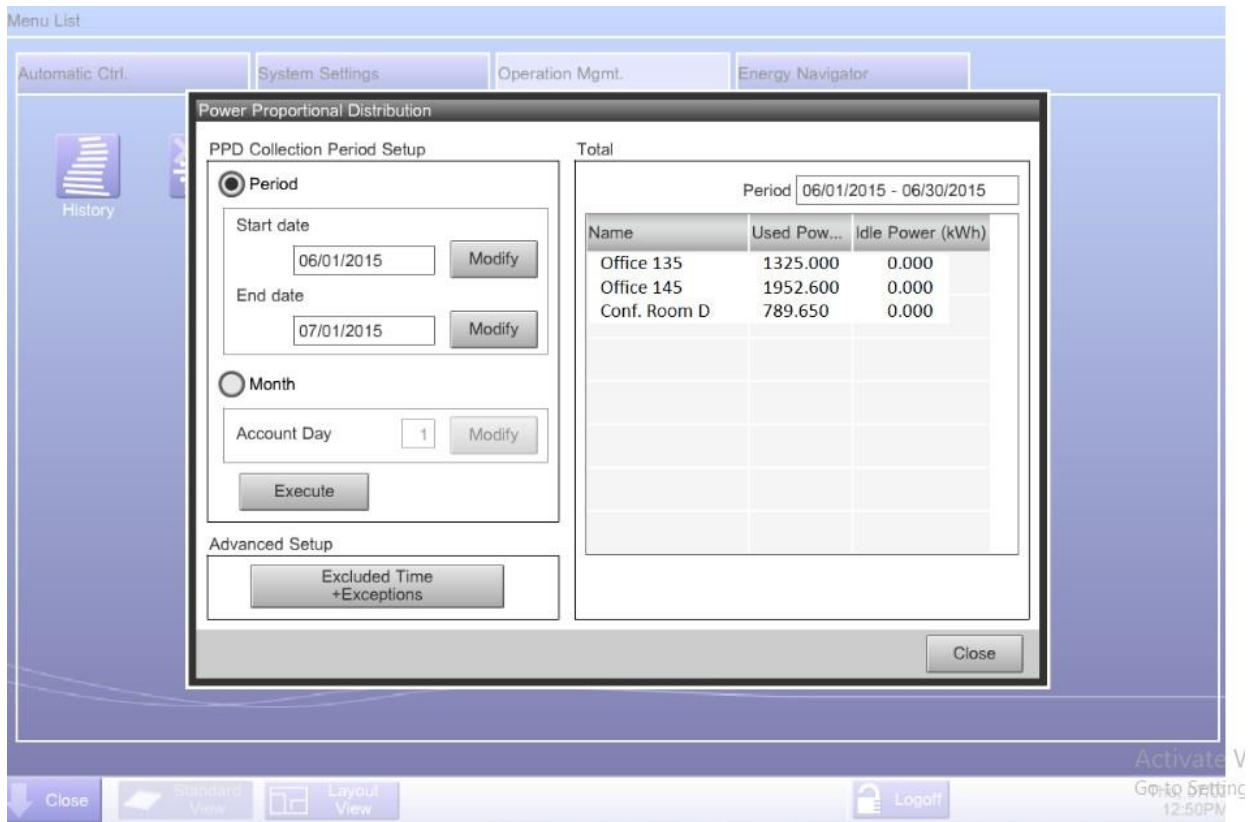 Menu List
Automatic Ctrl. System Settings Operation Mgmt. Energy Navigator
Power Proportional Distribution
History
PPD Collection Period Setup
Period
Start date
06/01/2015 Modify
End date
07/01/2015 Modify
Month
Account Day 1 Modify
Execute
Advanced Setup
Excluded Time
+Exceptions
Total
Period 06/01/2015 - 06/30/2015
Name Used Pow... Idle Power (kWh)
Office 135 1325.000 0.000
Office 145 1952.600 0.000
Conf. Room D 789.650 0.000
Close
Close
Standard
View
Layout
View
Logoff
Activate
Go to Setting
12:50PM